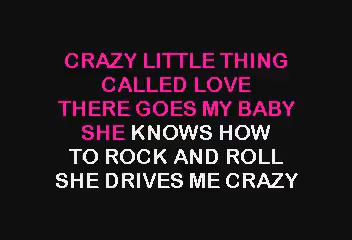 CRAZY LITTLE THING
CALLED LOVE
THERE GOES MY BABY
SHE KNOWS HOW
TO ROCK AND ROLL
SHE DRIVES ME CRAZY